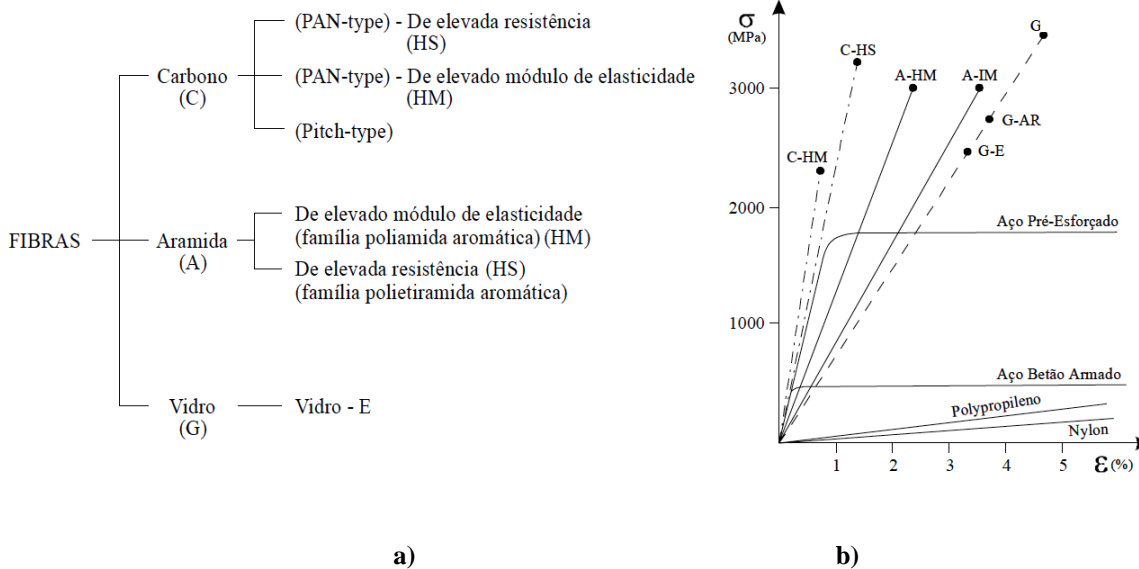 FIBRAS
Carbono
(C)
(PAN-type) - De elevada resistência
(HS)
(PAN-type) - De elevado módulo de elasticidade
(HM)
(Pitch-type)
Aramida
(A)
De elevado módulo de elasticidade
(família poliamida aromática) (HM)
De elevada resistência (HS)
(família polietiramida aromática)
Vidro
(G)
Vidro - E
a)
σ
(MPa)
3000
2000
1000
C-HS
C-HM
A-HM
A-IM
G
G-AR
G-E
Aço Pré-Esforçado
Aço Betão Armado
Polypropileno
Nylon
1 2 3 4 5 ε (%)
b)